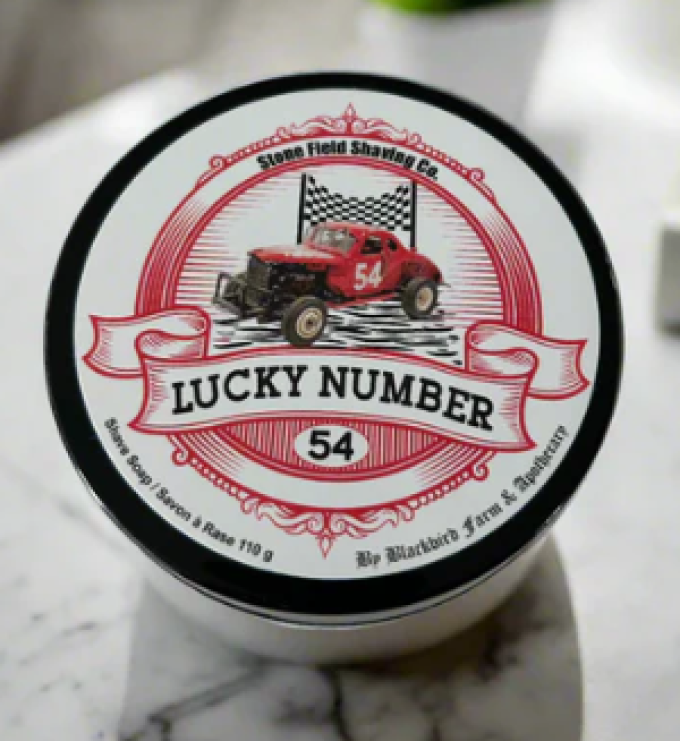 Stone Field Shaving Co.
54
LUCKY NUMBER
54
Shave Soap / Savon à Rase 110 g
By Blackbird Farm & Apothecary